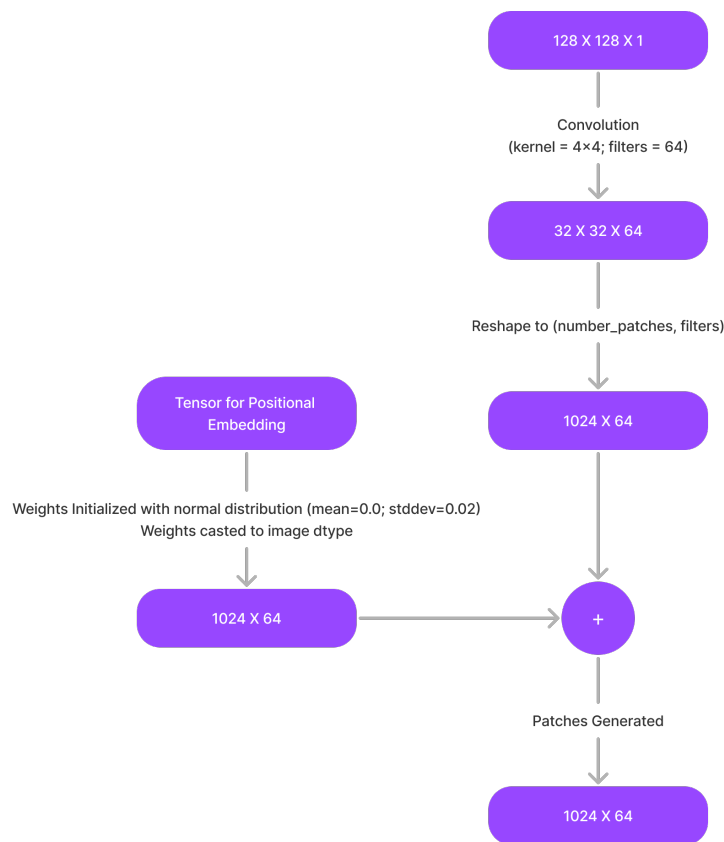 128 X 128 X 1
Convolution
(kernel = 4×4; filters = 64)
32 X 32 X 64
Reshape to (number_patches, filters)
Tensor for Positional
Embedding
1024 X 64
Weights Initialized with normal distribution (mean=0.0; stddev=0.02)
Weights casted to image dtype
1024 X 64
+
Patches Generated
1024 X 64